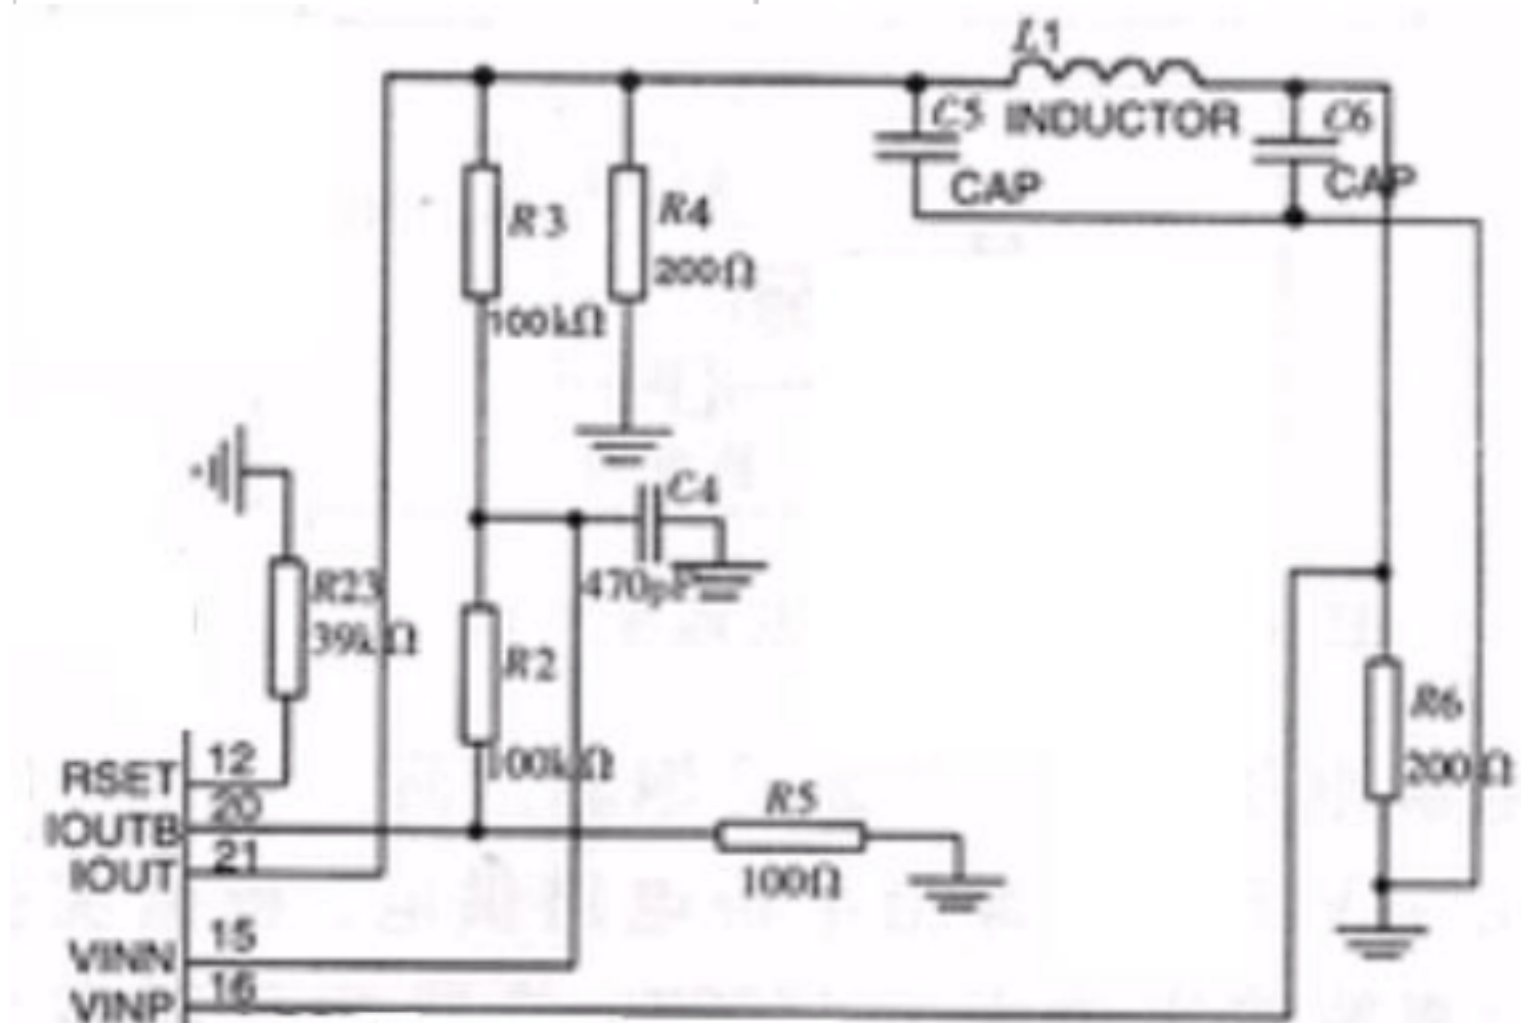 L1
C5
INDUCTOR
C6
CAP
CAP
R3
R4
200Ω
100kΩ
C4
470pF
R23
39kΩ
R2
R6
100kΩ
200Ω
RSET
12
R5
IOUTB
20
100Ω
IOUT
21
VINN
15
VINP
16